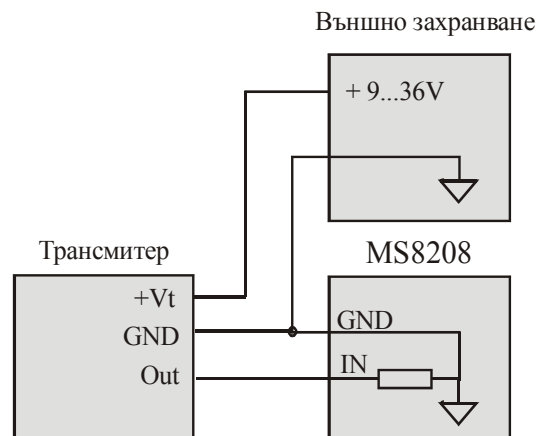 Външно захранване
+ 9...36V
Трансмитер
MS8208
+Vt
GND
GND
Out
IN